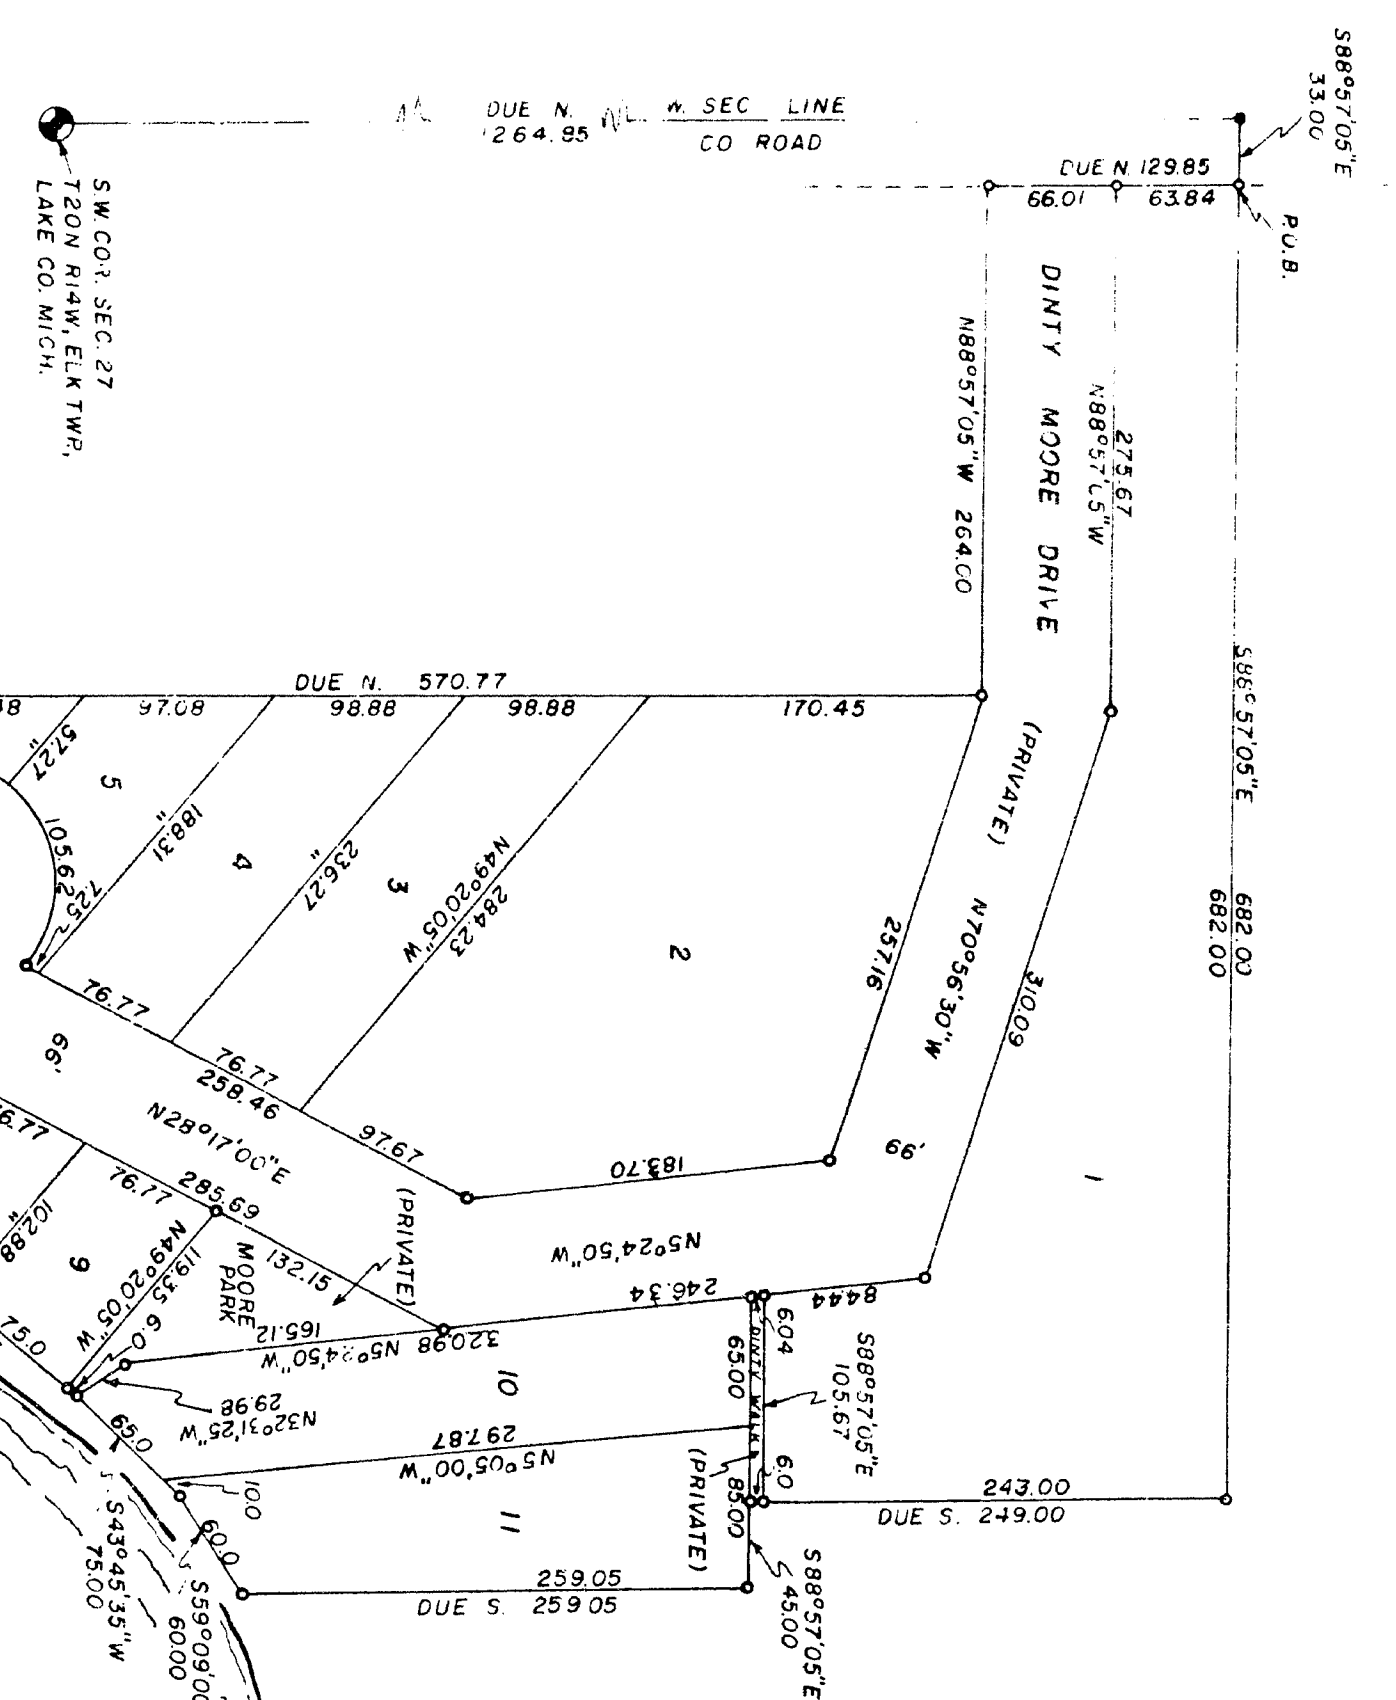 S88°57'05"E
33.00
DUE N. W. SEC LINE
1264.85 CO ROAD
DUE N. 129.85
66.01 63.84
P.O.B.
S.W. COR. SEC. 27
T20N R14W, ELK TWP.,
LAKE CO. MICH.
DINTY MOORE DRIVE
(PRIVATE)
N88°57'05"W 264.00
275.67
N88°57'05"W
S88°57'05"E
682.00
682.00
DUE N. 570.77
97.08 98.88 98.88 170.45
57.27
"
5
105.62
7.25
188.31
"
4
236.27
"
3
284.23
N49°20'05"W
2
257.16
N70°56'30"W
310.09
66'
1
76.77
76.77
258.46
97.67
183.70
66'
N28°17'00"E
(PRIVATE)
N5°24'50"W
76.77
285.69
132.15
MOORE
PARK
102.88
"
9
119.35
N49°20'05"W
6.0
75.0
165.12
N5°24'50"W
320.98
246.34
84.44
6.04
65.00
DINTY WALK
6.0
85.00
(PRIVATE)
S88°57'05"E
105.67
243.00
DUE S. 249.00
29.98
N32°31'25"W
10
297.87
N5°05'00"W
65.0
10.0
60.0
11
259.05
DUE S. 259.05
S88°57'05"E
45.00
S43°45'35"W
75.00
60.00